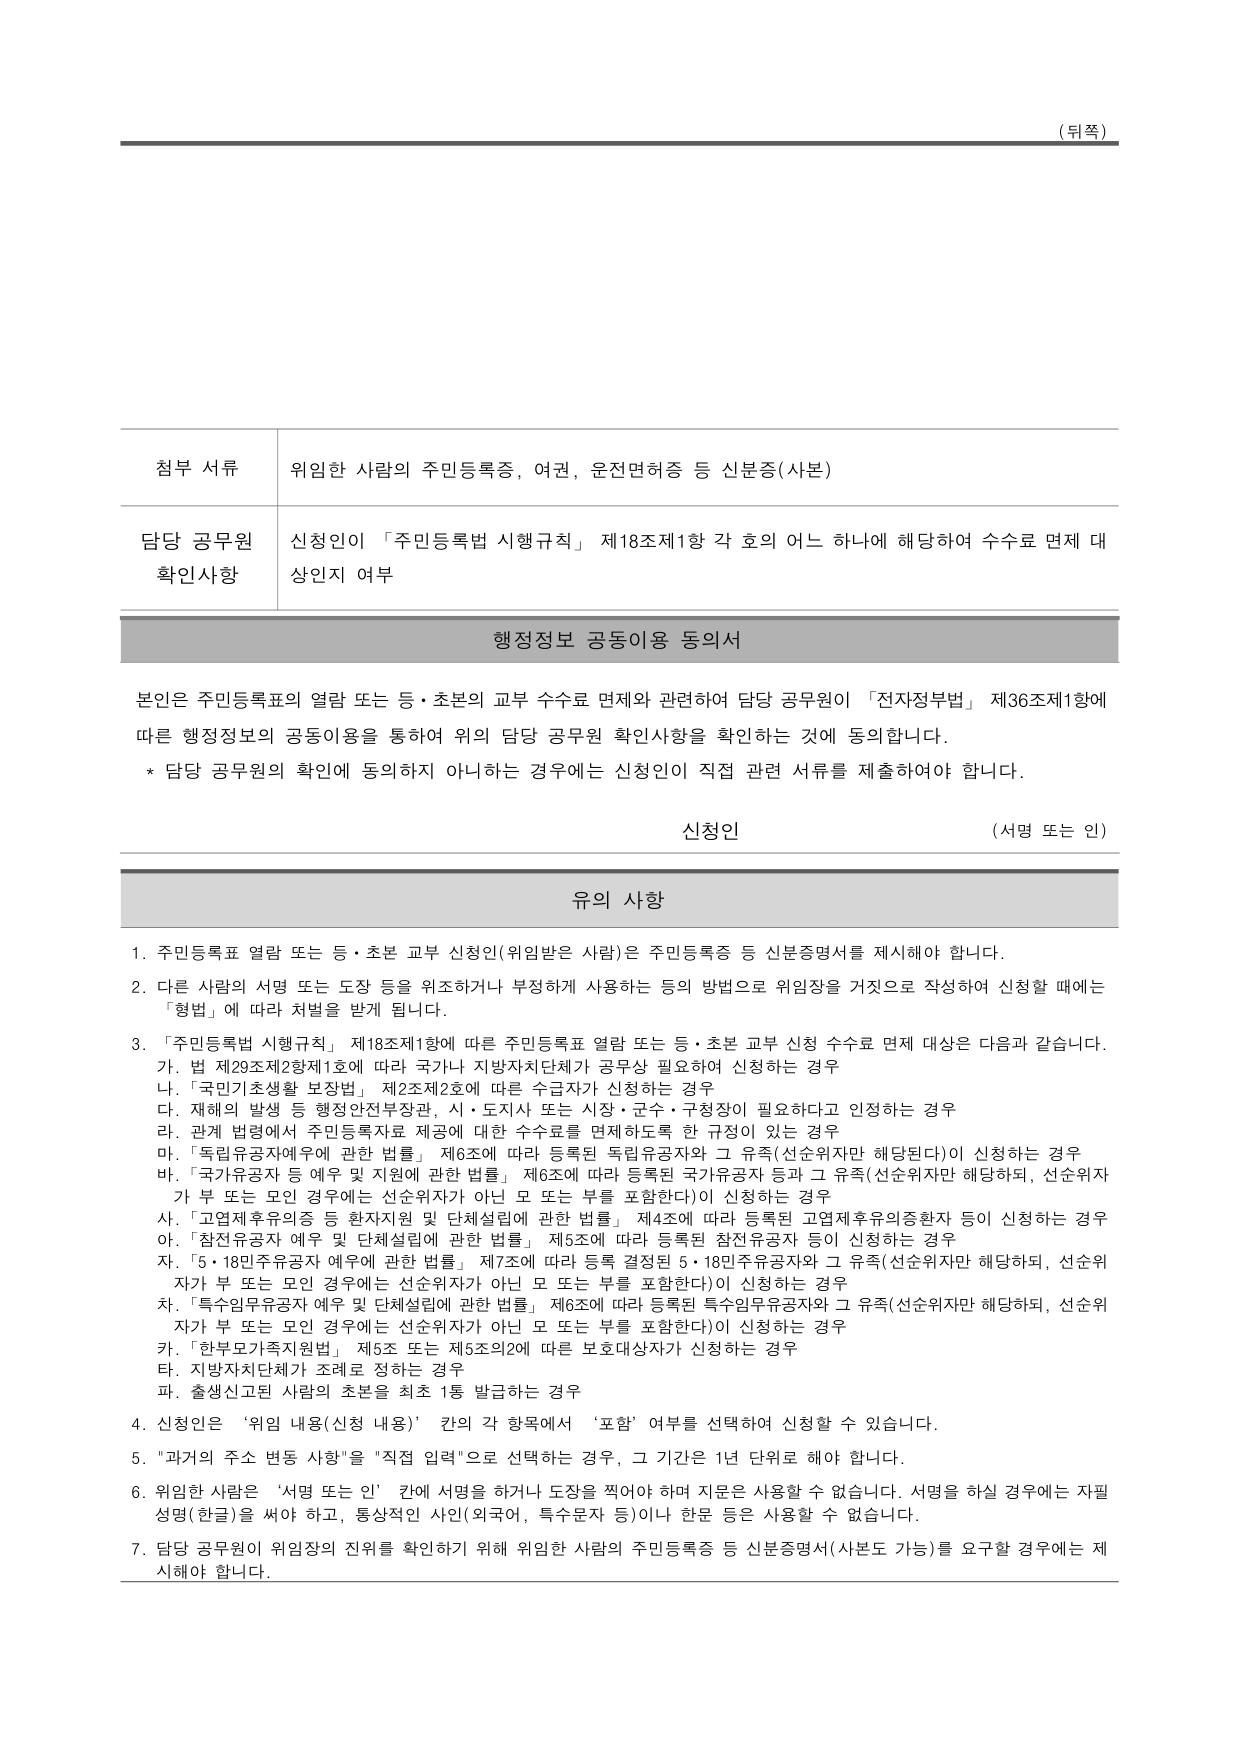 (뒤쪽)
첨부 서류
위임한 사람의 주민등록증, 여권, 운전면허증 등 신분증(사본)
담당 공무원
확인사항
신청인이 「주민등록법 시행규칙」 제18조제1항 각 호의 어느 하나에 해당하여 수수료 면제 대
상인지 여부
행정정보 공동이용 동의서
본인은 주민등록표의 열람 또는 등·초본의 교부 수수료 면제와 관련하여 담당 공무원이 「전자정부법」 제36조제1항에
따른 행정정보의 공동이용을 통하여 위의 담당 공무원 확인사항을 확인하는 것에 동의합니다.
* 담당 공무원의 확인에 동의하지 아니하는 경우에는 신청인이 직접 관련 서류를 제출하여야 합니다.
신청인 (서명 또는 인)
유의 사항
1. 주민등록표 열람 또는 등·초본 교부 신청인(위임받은 사람)은 주민등록증 등 신분증명서를 제시해야 합니다.
2. 다른 사람의 서명 또는 도장 등을 위조하거나 부정하게 사용하는 등의 방법으로 위임장을 거짓으로 작성하여 신청할 때에는
「형법」에 따라 처벌을 받게 됩니다.
3. 「주민등록법 시행규칙」 제18조제1항에 따른 주민등록표 열람 또는 등·초본 교부 신청 수수료 면제 대상은 다음과 같습니다.
가. 법 제29조제2항제1호에 따라 국가나 지방자치단체가 공무상 필요하여 신청하는 경우
나.「국민기초생활 보장법」 제2조제2호에 따른 수급자가 신청하는 경우
다. 재해의 발생 등 행정안전부장관, 시·도지사 또는 시장·군수·구청장이 필요하다고 인정하는 경우
라. 관계 법령에서 주민등록자료 제공에 대한 수수료를 면제하도록 한 규정이 있는 경우
마.「독립유공자예우에 관한 법률」 제6조에 따라 등록된 독립유공자와 그 유족(선순위자만 해당된다)이 신청하는 경우
바.「국가유공자 등 예우 및 지원에 관한 법률」 제6조에 따라 등록된 국가유공자 등과 그 유족(선순위자만 해당하되, 선순위자
가 부 또는 모인 경우에는 선순위자가 아닌 모 또는 부를 포함한다)이 신청하는 경우
사.「고엽제후유의증 등 환자지원 및 단체설립에 관한 법률」 제4조에 따라 등록된 고엽제후유의증환자 등이 신청하는 경우
아.「참전유공자 예우 및 단체설립에 관한 법률」 제5조에 따라 등록된 참전유공자 등이 신청하는 경우
자.「5·18민주유공자 예우에 관한 법률」 제7조에 따라 등록 결정된 5·18민주유공자와 그 유족(선순위자만 해당하되, 선순위
자가 부 또는 모인 경우에는 선순위자가 아닌 모 또는 부를 포함한다)이 신청하는 경우
차.「특수임무유공자 예우 및 단체설립에 관한 법률」 제6조에 따라 등록된 특수임무유공자와 그 유족(선순위자만 해당하되, 선순위
자가 부 또는 모인 경우에는 선순위자가 아닌 모 또는 부를 포함한다)이 신청하는 경우
카.「한부모가족지원법」 제5조 또는 제5조의2에 따른 보호대상자가 신청하는 경우
타. 지방자치단체가 조례로 정하는 경우
파. 출생신고된 사람의 초본을 최초 1통 발급하는 경우
4. 신청인은 ‘위임 내용(신청 내용)’ 칸의 각 항목에서 ‘포함’여부를 선택하여 신청할 수 있습니다.
5. "과거의 주소 변동 사항"을 "직접 입력"으로 선택하는 경우, 그 기간은 1년 단위로 해야 합니다.
6. 위임한 사람은 ‘서명 또는 인’ 칸에 서명을 하거나 도장을 찍어야 하며 지문은 사용할 수 없습니다. 서명을 하실 경우에는 자필
성명(한글)을 써야 하고, 통상적인 사인(외국어, 특수문자 등)이나 한문 등은 사용할 수 없습니다.
7. 담당 공무원이 위임장의 진위를 확인하기 위해 위임한 사람의 주민등록증 등 신분증명서(사본도 가능)를 요구할 경우에는 제
시해야 합니다.